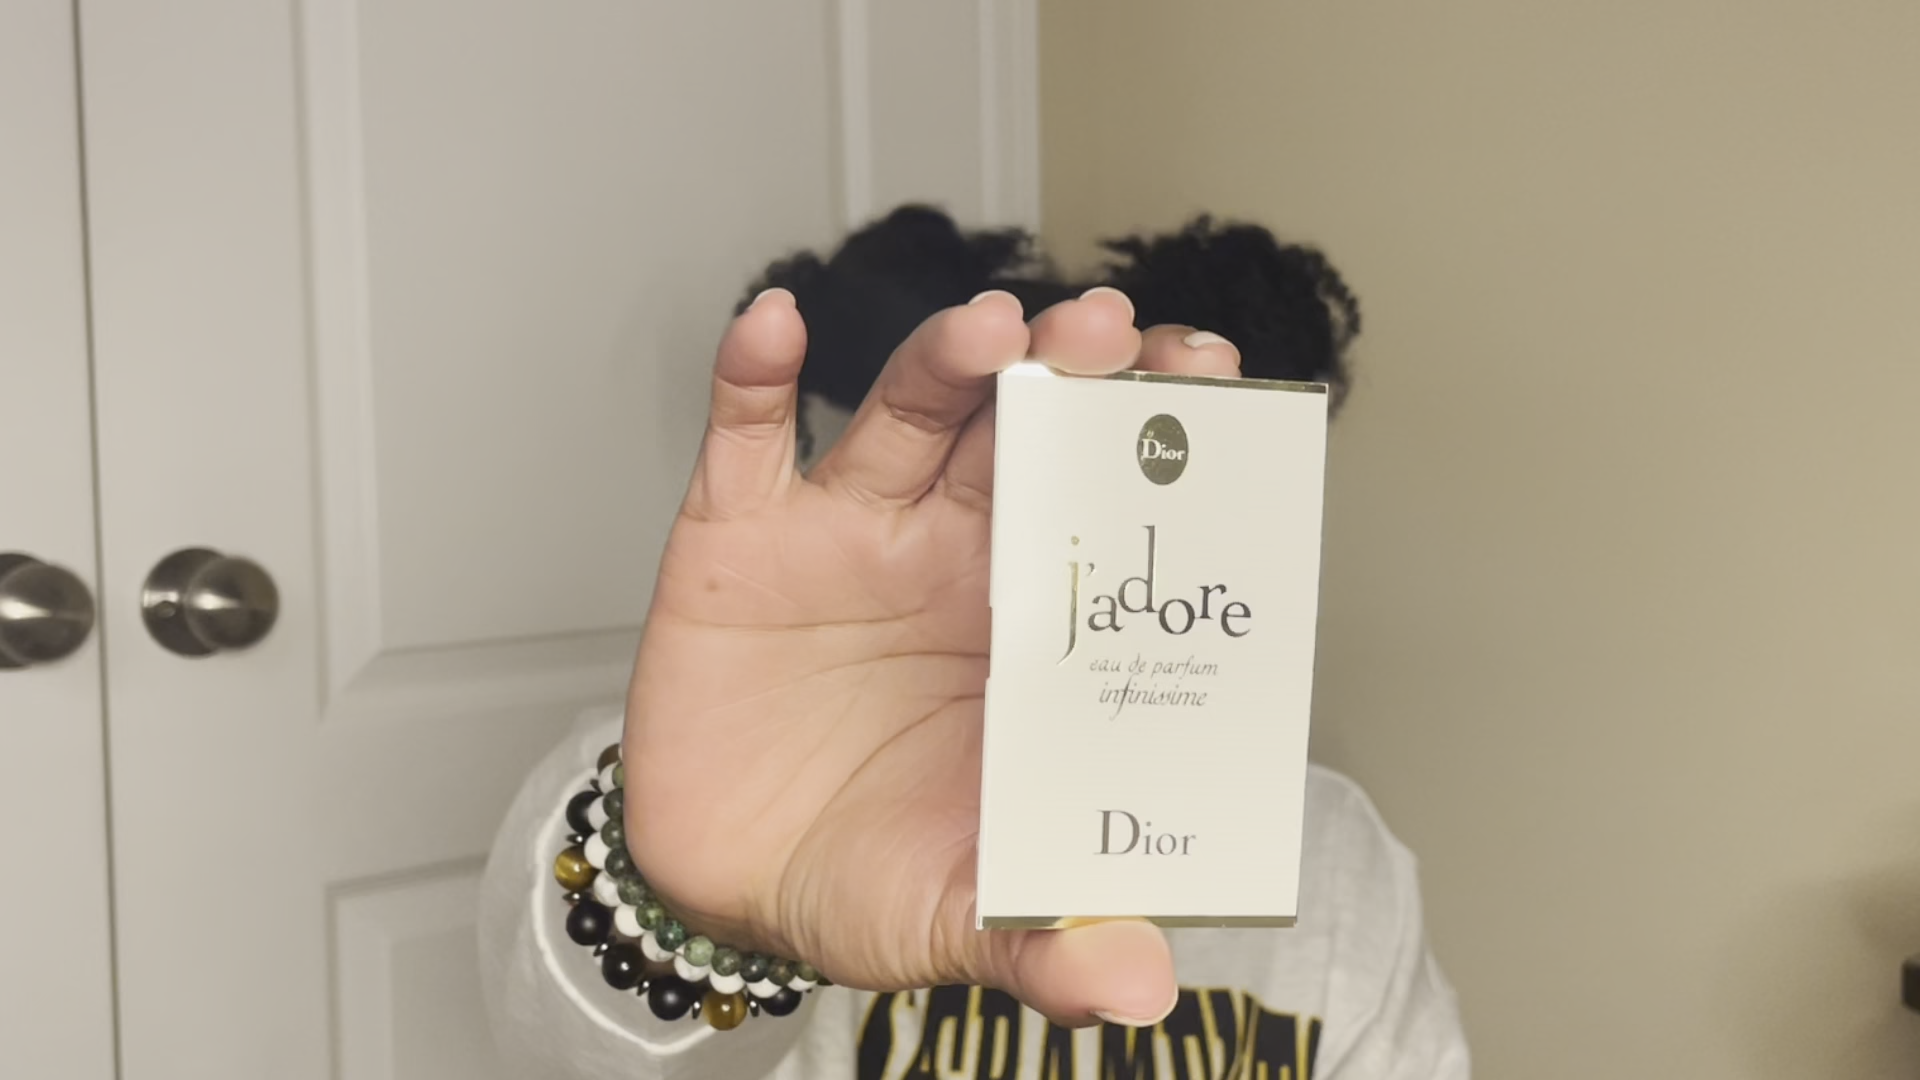 Dior
j'adore
eau de parfum
infinissime
Dior